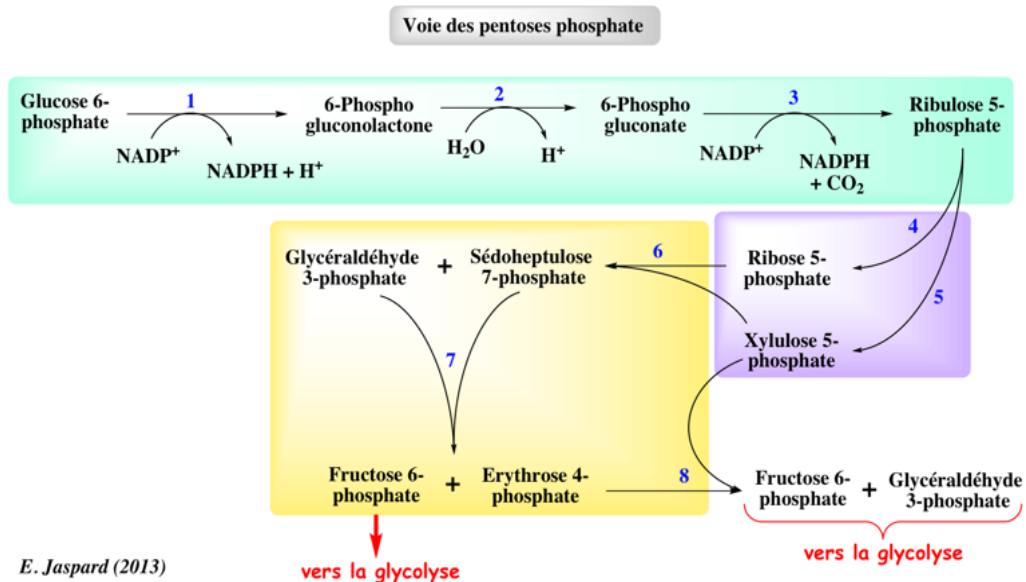 Voie des pentoses phosphate
Glucose 6-
phosphate
1
NADP+
NADPH + H+
6-Phospho
gluconolactone
2
H2O
H+
6-Phospho
gluconate
3
NADP+
NADPH
+ CO2
Ribulose 5-
phosphate
4
5
Glycéraldéhyde
3-phosphate
+
Sédoheptulose
7-phosphate
6
Ribose 5-
phosphate
Xylulose 5-
phosphate
7
Fructose 6-
phosphate
+
Erythrose 4-
phosphate
8
Fructose 6-
phosphate
+
Glycéraldéhyde
3-phosphate
vers la glycolyse
vers la glycolyse
E. Jaspard (2013)